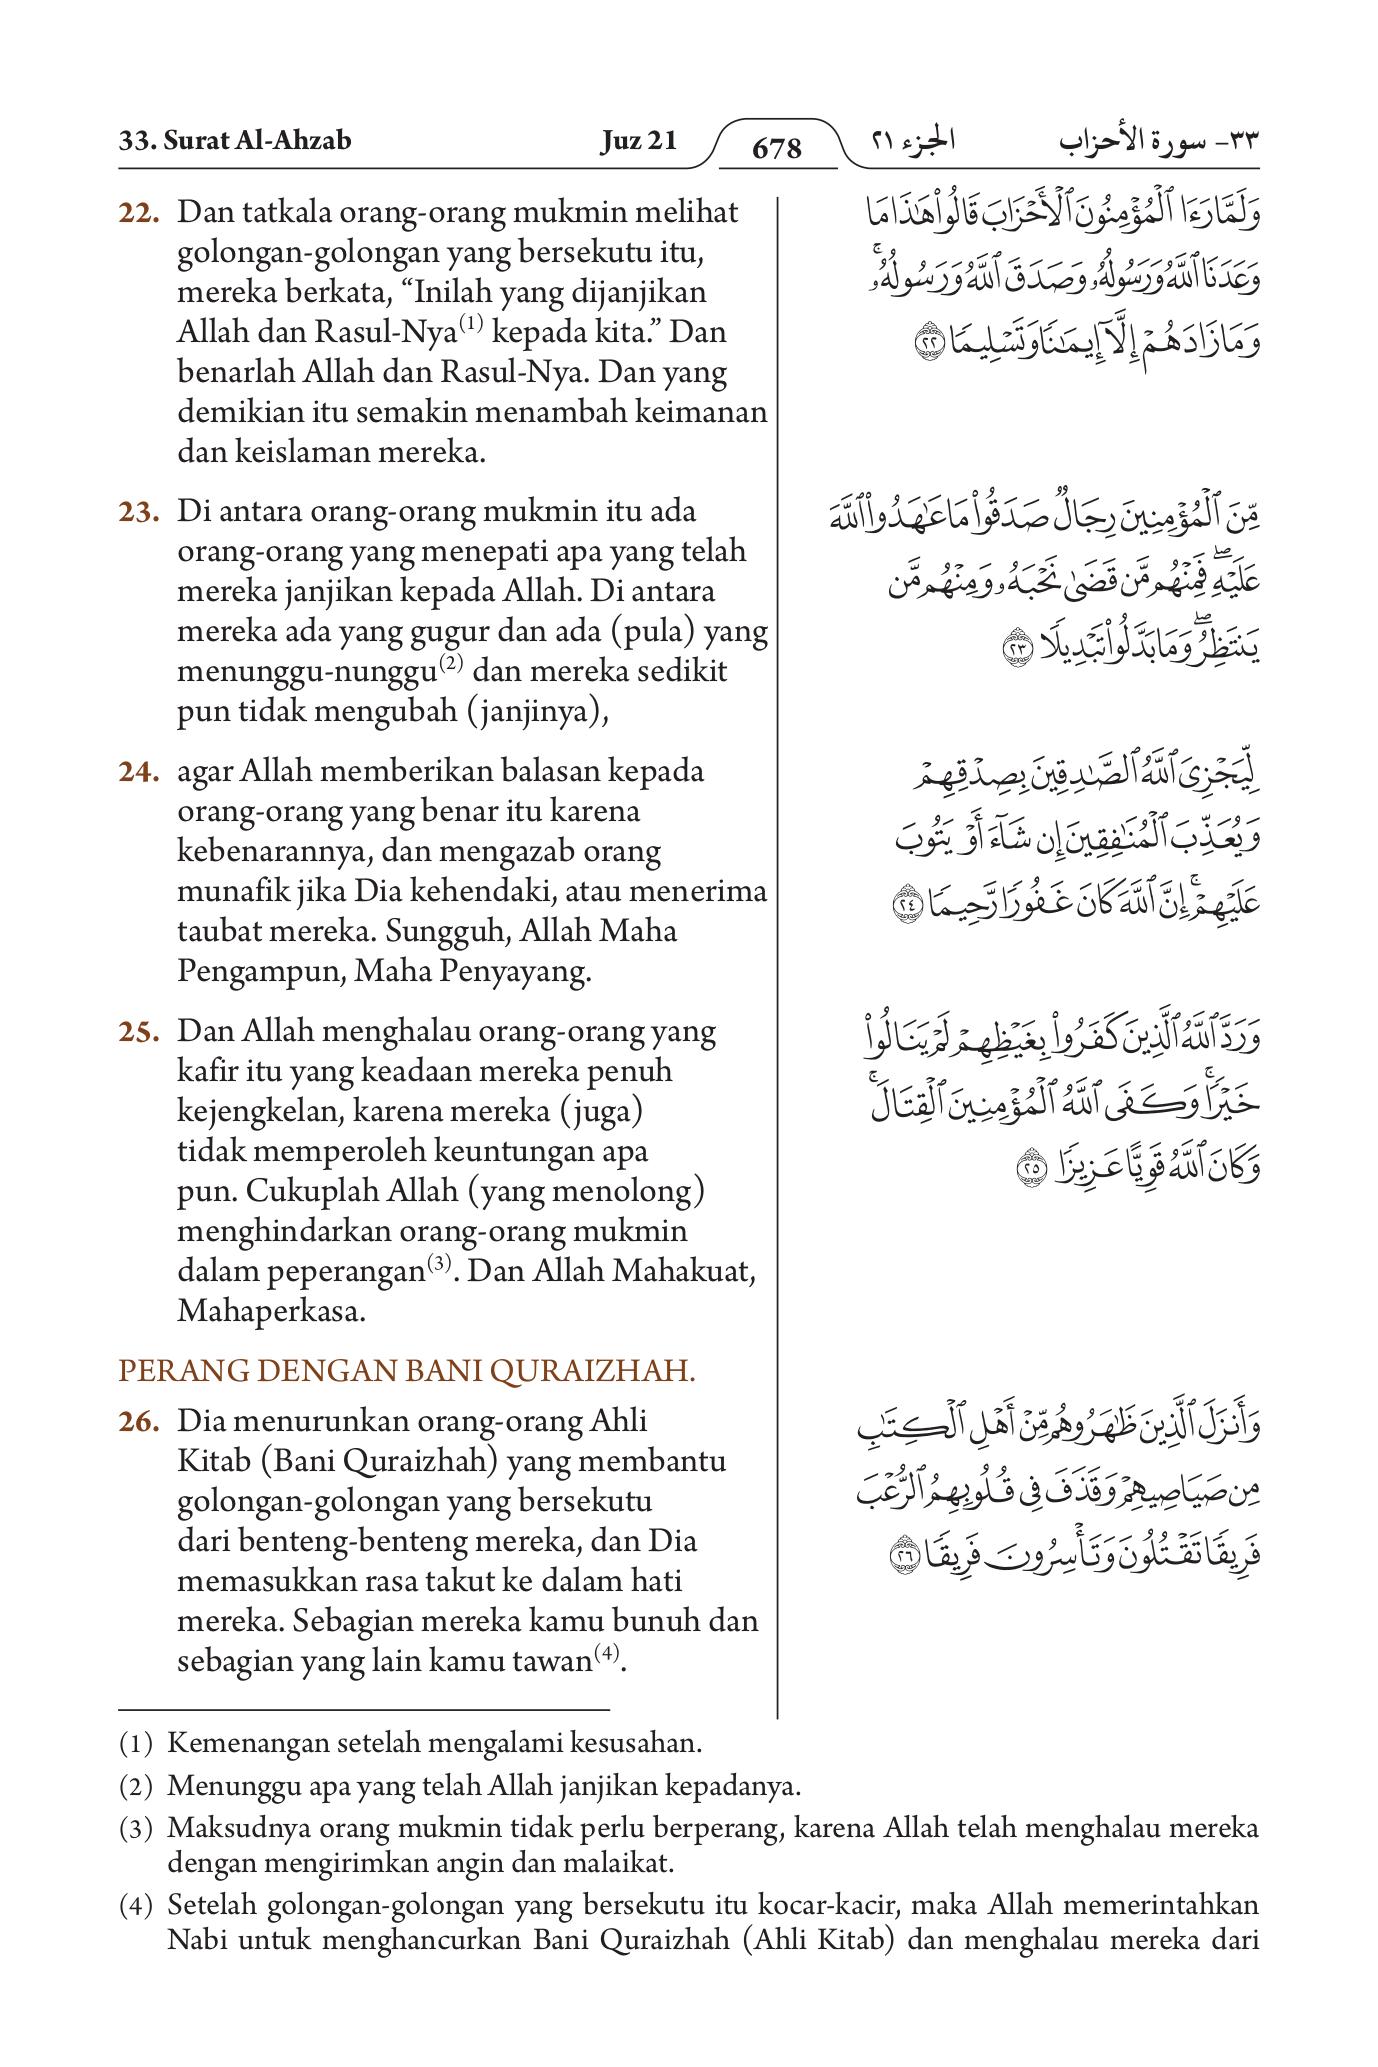 33. Surat Al-Ahzab Juz 21 678 الجزء ٢١ ٣٣- سورة الأحزاب
22. Dan tatkala orang-orang mukmin melihat
golongan-golongan yang bersekutu itu,
mereka berkata, “Inilah yang dijanjikan
Allah dan Rasul-Nya(1) kepada kita.” Dan
benarlah Allah dan Rasul-Nya. Dan yang
demikian itu semakin menambah keimanan
dan keislaman mereka.
وَلَمَّا رَءَا ٱلْمُؤْمِنُونَ ٱلْأَحْزَابَ قَالُوا۟ هَٰذَا مَا
وَعَدَنَا ٱللَّهُ وَرَسُولُهُۥ وَصَدَقَ ٱللَّهُ وَرَسُولُهُۥ ۚ
وَمَا زَادَهُمْ إِلَّآ إِيمَٰنًا وَتَسْلِيمًا ٢٢
23. Di antara orang-orang mukmin itu ada
orang-orang yang menepati apa yang telah
mereka janjikan kepada Allah. Di antara
mereka ada yang gugur dan ada (pula) yang
menunggu-nunggu(2) dan mereka sedikit
pun tidak mengubah (janjinya),
مِّنَ ٱلْمُؤْمِنِينَ رِجَالٌ صَدَقُوا۟ مَا عَٰهَدُوا۟ ٱللَّهَ
عَلَيْهِ ۖ فَمِنْهُم مَّن قَضَىٰ نَحْبَهُۥ وَمِنْهُم مَّن
يَنتَظِرُ ۖ وَمَا بَدَّلُوا۟ تَبْدِيلًا ٢٣
24. agar Allah memberikan balasan kepada
orang-orang yang benar itu karena
kebenarannya, dan mengazab orang
munafik jika Dia kehendaki, atau menerima
taubat mereka. Sungguh, Allah Maha
Pengampun, Maha Penyayang.
لِّيَجْزِىَ ٱللَّهُ ٱلصَّٰدِقِينَ بِصِدْقِهِمْ
وَيُعَذِّبَ ٱلْمُنَٰفِقِينَ إِن شَآءَ أَوْ يَتُوبَ
عَلَيْهِمْ ۚ إِنَّ ٱللَّهَ كَانَ غَفُورًا رَّحِيمًا ٢٤
25. Dan Allah menghalau orang-orang yang
kafir itu yang keadaan mereka penuh
kejengkelan, karena mereka (juga)
tidak memperoleh keuntungan apa
pun. Cukuplah Allah (yang menolong)
menghindarkan orang-orang mukmin
dalam peperangan(3). Dan Allah Mahakuat,
Mahaperkasa.
وَرَدَّ ٱللَّهُ ٱلَّذِينَ كَفَرُوا۟ بِغَيْظِهِمْ لَمْ يَنَالُوا۟
خَيْرًا ۚ وَكَفَى ٱللَّهُ ٱلْمُؤْمِنِينَ ٱلْقِتَالَ ۚ
وَكَانَ ٱللَّهُ قَوِيًّا عَزِيزًا ٢٥
PERANG DENGAN BANI QURAIZHAH.
26. Dia menurunkan orang-orang Ahli
Kitab (Bani Quraizhah) yang membantu
golongan-golongan yang bersekutu
dari benteng-benteng mereka, dan Dia
memasukkan rasa takut ke dalam hati
mereka. Sebagian mereka kamu bunuh dan
sebagian yang lain kamu tawan(4).
وَأَنزَلَ ٱلَّذِينَ ظَٰهَرُوهُم مِّنْ أَهْلِ ٱلْكِتَٰبِ
مِن صَيَاصِيهِمْ وَقَذَفَ فِى قُلُوبِهِمُ ٱلرُّعْبَ
فَرِيقًا تَقْتُلُونَ وَتَأْسِرُونَ فَرِيقًا ٢٦
(1) Kemenangan setelah mengalami kesusahan.
(2) Menunggu apa yang telah Allah janjikan kepadanya.
(3) Maksudnya orang mukmin tidak perlu berperang, karena Allah telah menghalau mereka
dengan mengirimkan angin dan malaikat.
(4) Setelah golongan-golongan yang bersekutu itu kocar-kacir, maka Allah memerintahkan
Nabi untuk menghancurkan Bani Quraizhah (Ahli Kitab) dan menghalau mereka dari